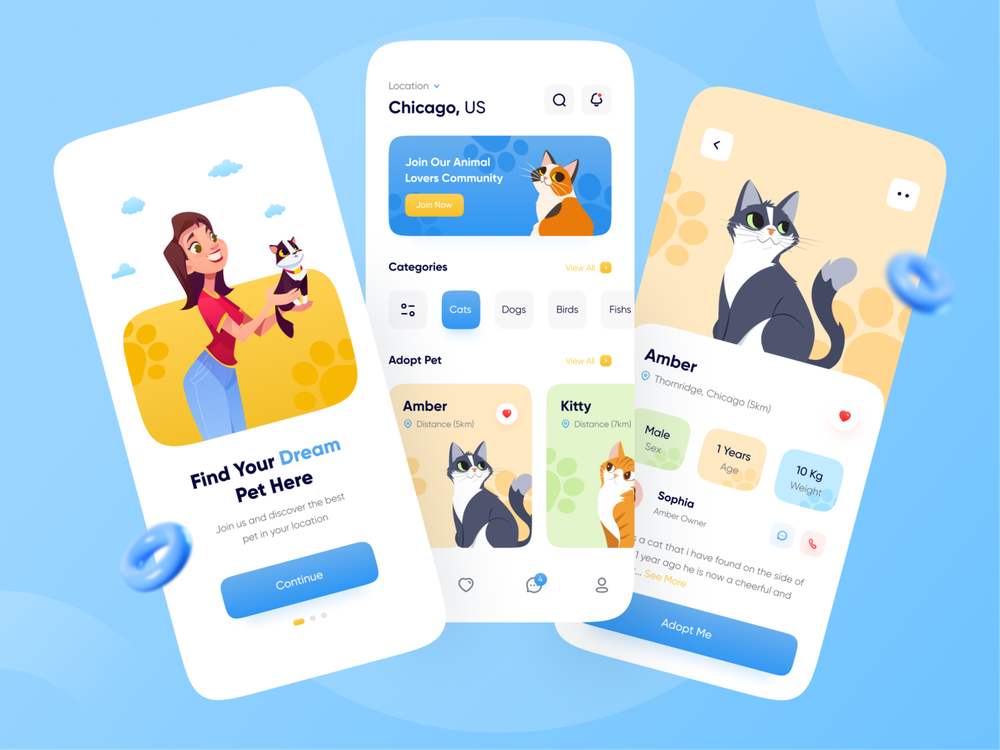 Find Your Dream
Pet Here
Join us and discover the best
pet in your location
Continue
Location
Chicago, US
Join Our Animal
Lovers Community
Join Now
Categories
View All
Cats
Dogs
Birds
Fishs
Adopt Pet
View All
Amber
Distance (5km)
Kitty
Distance (7km)
4
Amber
Thornridge, Chicago (5km)
Male
Sex
1 Years
Age
10 Kg
Weight
Sophia
Amber Owner
a cat that i have found on the side of
1 year ago he is now a cheerful and
... See More
Adopt Me